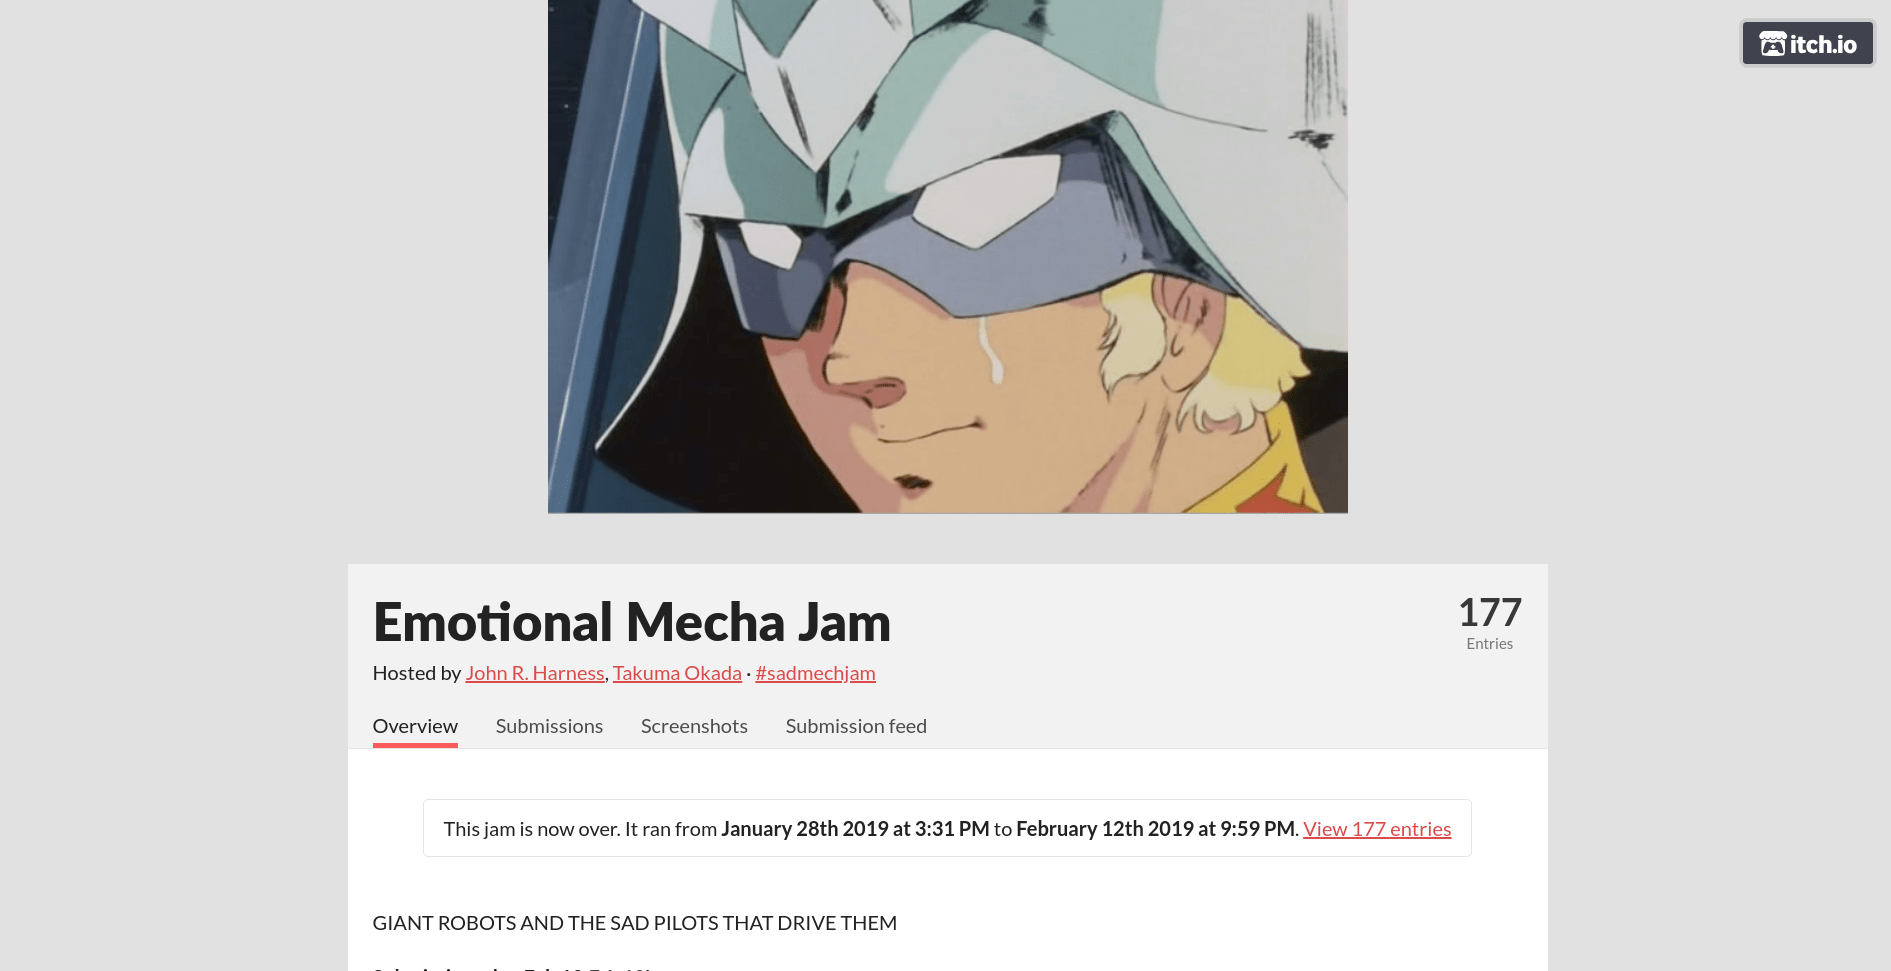 itch.io
Emotional Mecha Jam
177
Entries
Hosted by John R. Harness, Takuma Okada · #sadmechjam
Overview Submissions Screenshots Submission feed
This jam is now over. It ran from January 28th 2019 at 3:31 PM to February 12th 2019 at 9:59 PM. View 177 entries
GIANT ROBOTS AND THE SAD PILOTS THAT DRIVE THEM